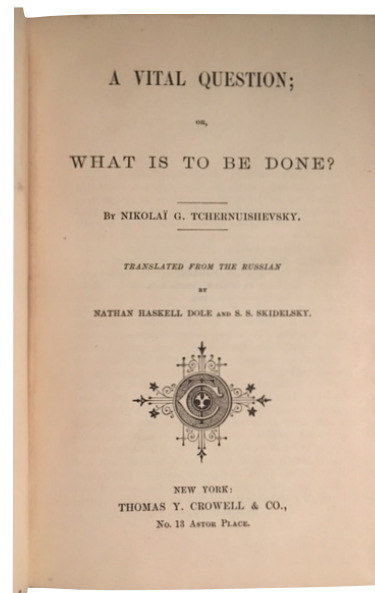 A VITAL QUESTION;
OR,
WHAT IS TO BE DONE?
BY NIKOLAÏ G. TCHERNUISHEVSKY.
TRANSLATED FROM THE RUSSIAN
BY
NATHAN HASKELL DOLE AND S. S. SKIDELSKY.
NEW YORK:
THOMAS Y. CROWELL & CO.,
No. 13 ASTOR PLACE.